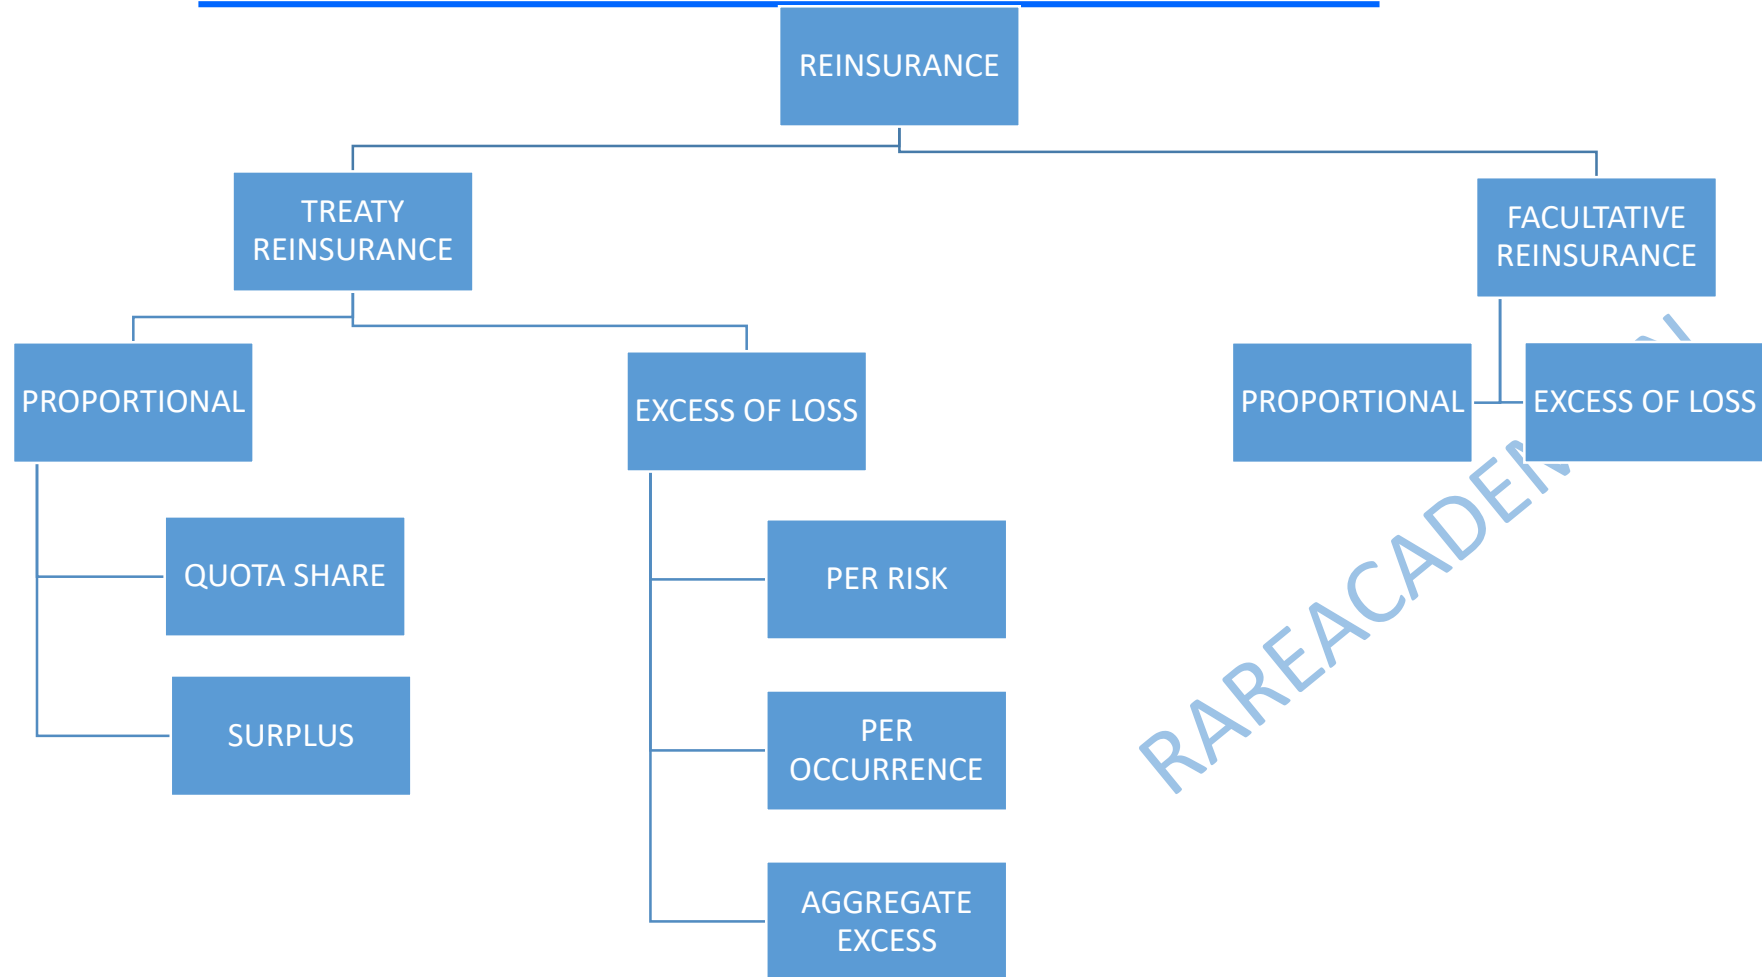 REINSURANCE
TREATY
REINSURANCE
FACULTATIVE
REINSURANCE
PROPORTIONAL
EXCESS OF LOSS
PROPORTIONAL
EXCESS OF LOSS
QUOTA SHARE
PER RISK
SURPLUS
PER
OCCURRENCE
AGGREGATE
EXCESS